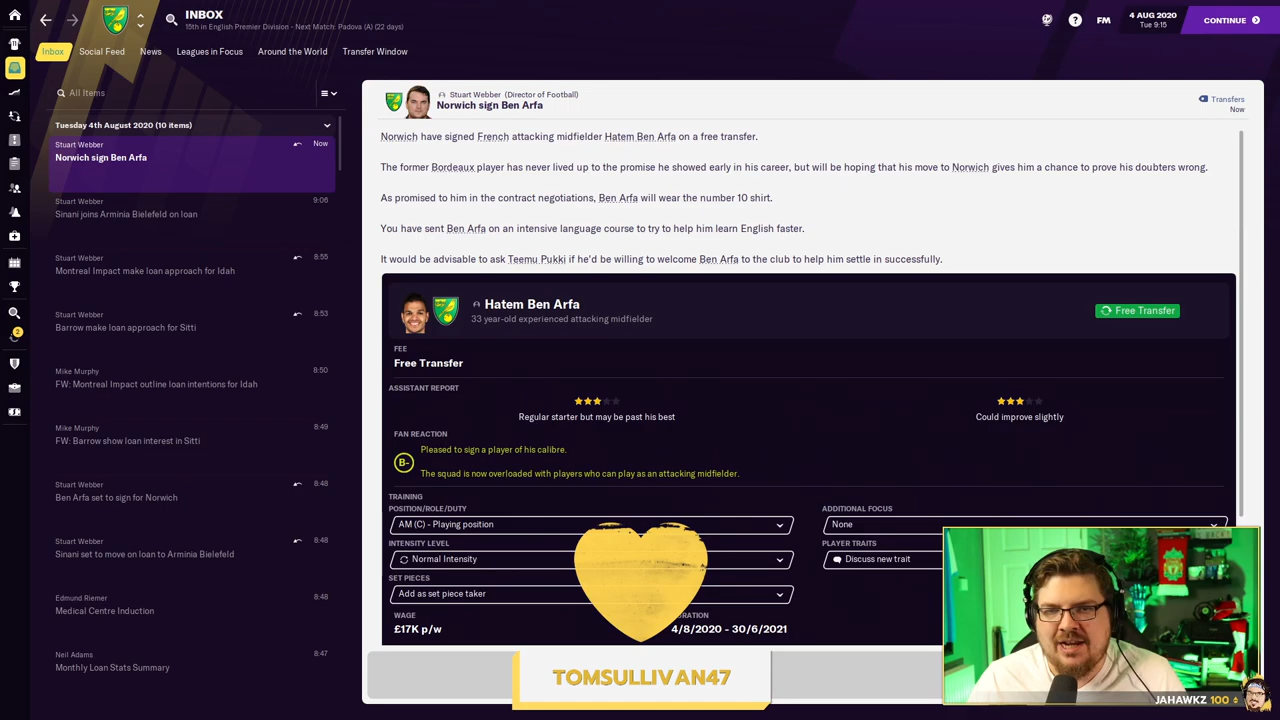 INBOX
15th in English Premier Division - Next Match: Padova (A) (22 days)
FM
4 AUG 2020
Tue 9:15
CONTINUE
Inbox
Social Feed
News
Leagues in Focus
Around the World
Transfer Window
All Items
Tuesday 4th August 2020 (10 items)
Stuart Webber Now
Norwich sign Ben Arfa
Stuart Webber 9:06
Sinani joins Arminia Bielefeld on loan
Stuart Webber 8:55
Montreal Impact make loan approach for Idah
Stuart Webber 8:53
Barrow make loan approach for Sitti
Mike Murphy 8:50
FW: Montreal Impact outline loan intentions for Idah
Mike Murphy 8:49
FW: Barrow show loan interest in Sitti
Stuart Webber 8:48
Ben Arfa set to sign for Norwich
Stuart Webber 8:48
Sinani set to move on loan to Arminia Bielefeld
Edmund Riemer 8:48
Medical Centre Induction
Neil Adams 8:47
Monthly Loan Stats Summary
2
Stuart Webber (Director of Football)
Norwich sign Ben Arfa
Transfers
Now
Norwich have signed French attacking midfielder Hatem Ben Arfa on a free transfer.
The former Bordeaux player has never lived up to the promise he showed early in his career, but will be hoping that his move to Norwich gives him a chance to prove his doubters wrong.
As promised to him in the contract negotiations, Ben Arfa will wear the number 10 shirt.
You have sent Ben Arfa on an intensive language course to try to help him learn English faster.
It would be advisable to ask Teemu Pukki if he'd be willing to welcome Ben Arfa to the club to help him settle in successfully.
Hatem Ben Arfa
33 year-old experienced attacking midfielder
Free Transfer
FEE
Free Transfer
ASSISTANT REPORT
Regular starter but may be past his best
Could improve slightly
FAN REACTION
B-
Pleased to sign a player of his calibre.
The squad is now overloaded with players who can play as an attacking midfielder.
TRAINING
POSITION/ROLE/DUTY
AM (C) - Playing position
ADDITIONAL FOCUS
None
INTENSITY LEVEL
Normal Intensity
PLAYER TRAITS
Discuss new trait
SET PIECES
Add as set piece taker
WAGE
£17K p/w
4/8/2020 - 30/6/2021
TOMSULLIVAN47
JAHAWKZ 100